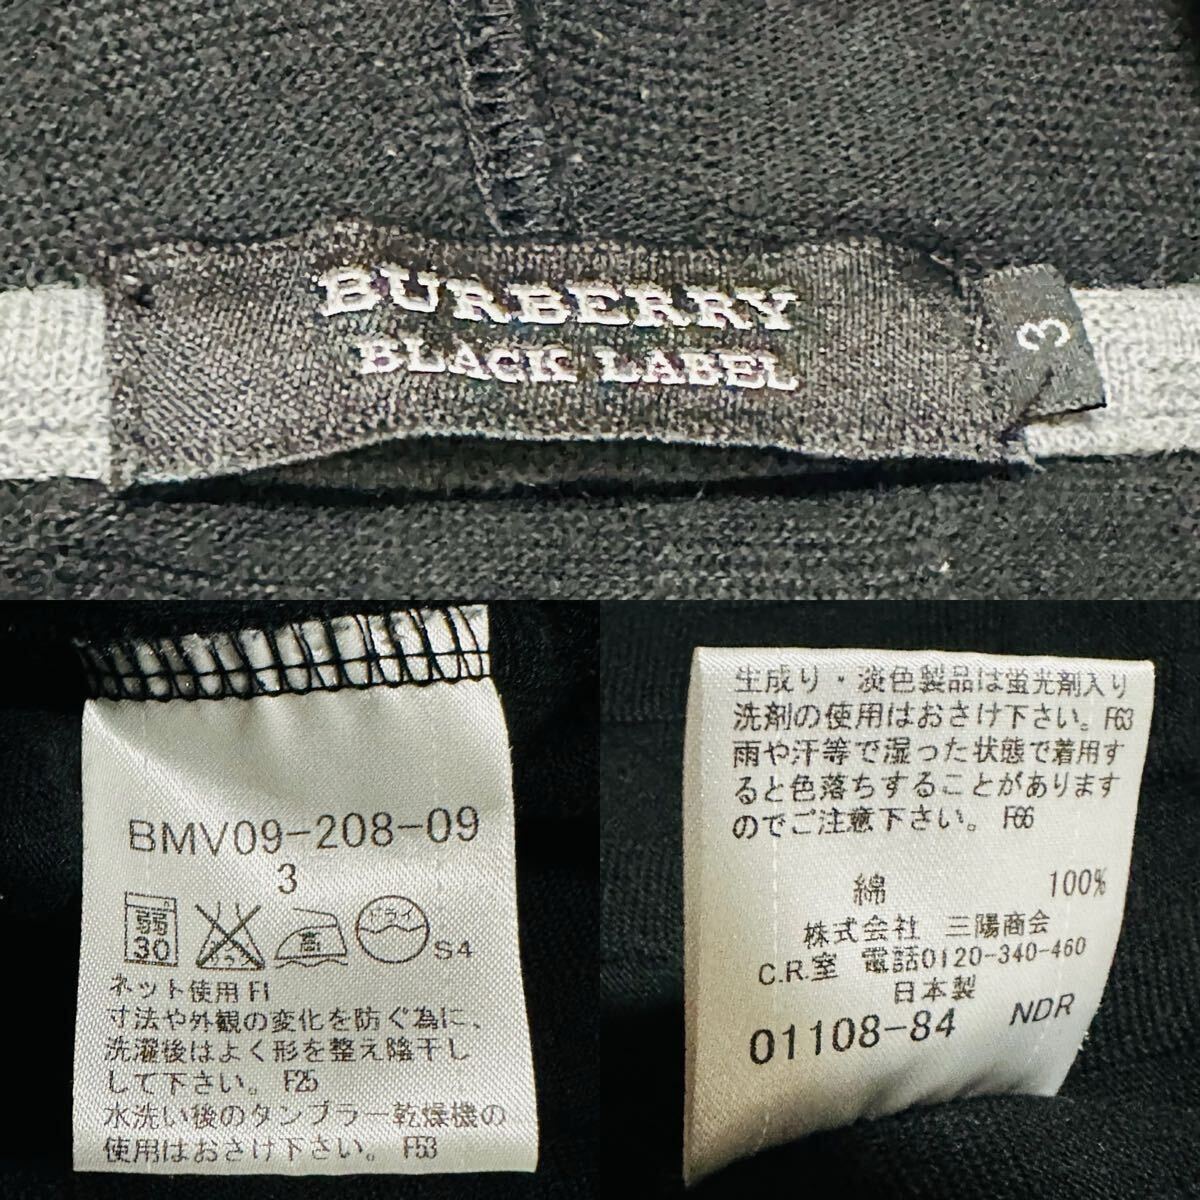 BURBERRY
BLACK LABEL
3
BMV09-208-09
3
弱
30
高
ドライ
S4
ネット使用 F1
寸法や外観の変化を防ぐ為に、
洗濯後はよく形を整え陰干し
して下さい。 F25
水洗い後のタンブラー乾燥機の
使用はおさけ下さい。 F53
生成り・淡色製品は蛍光剤入り
洗剤の使用はおさけ下さい。F63
雨や汗等で湿った状態で着用す
ると色落ちすることがあります
のでご注意下さい。 F66
綿 100%
株式会社 三陽商会
C.R.室 電話0120-340-460
日本製
01108-84 NDR